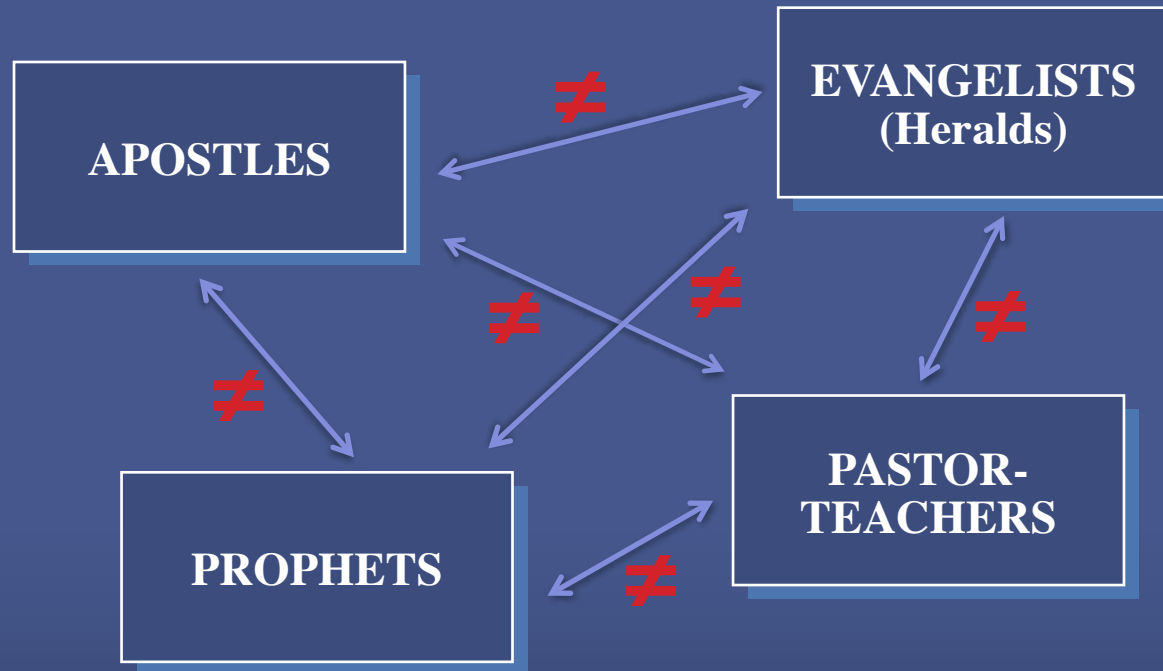 APOSTLES
≠
EVANGELISTS
(Heralds)
≠
≠
≠
≠
PROPHETS
≠
PASTOR-
TEACHERS